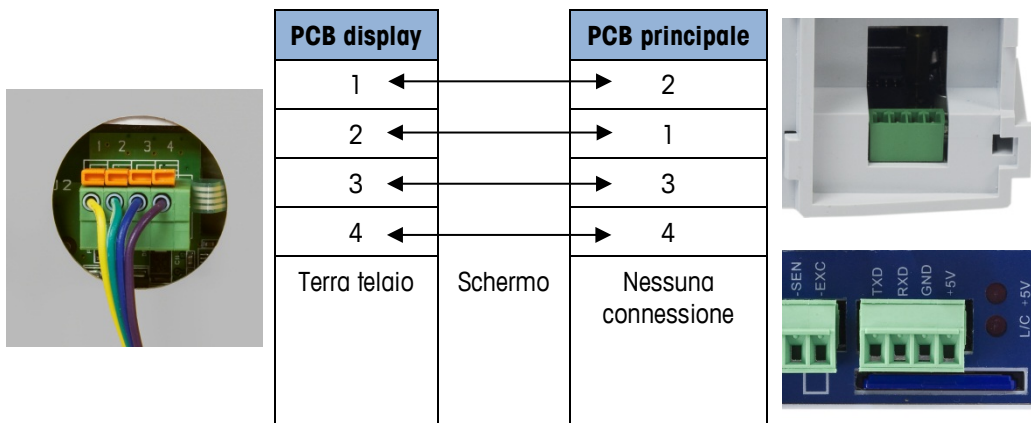 PCB display PCB principale
1 2
2 1
3 3
4 4
Terra telaio Schermo Nessuna
connessione
1 2 3 4
J2
-SEN
-EXC
TXD
RXD
GND
+5V
L/C +5V